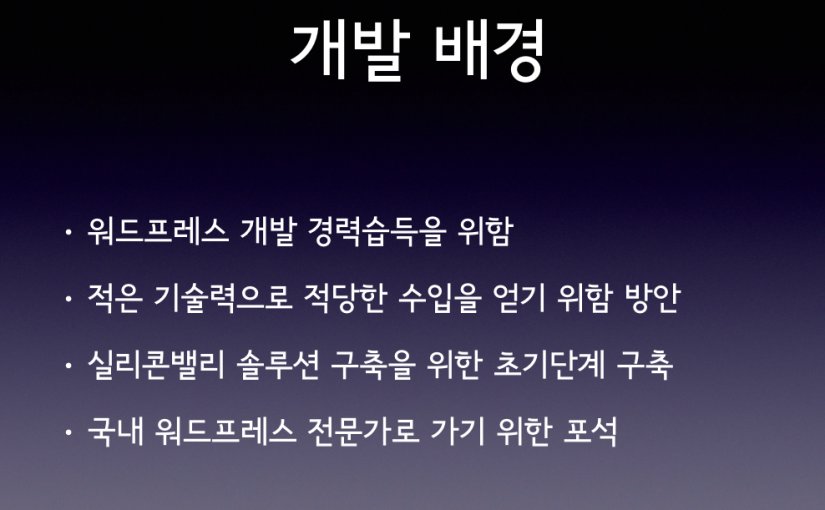 개발 배경
· 워드프레스 개발 경력습득을 위함
· 적은 기술력으로 적당한 수입을 얻기 위함 방안
· 실리콘밸리 솔루션 구축을 위한 초기단계 구축
· 국내 워드프레스 전문가로 가기 위한 포석